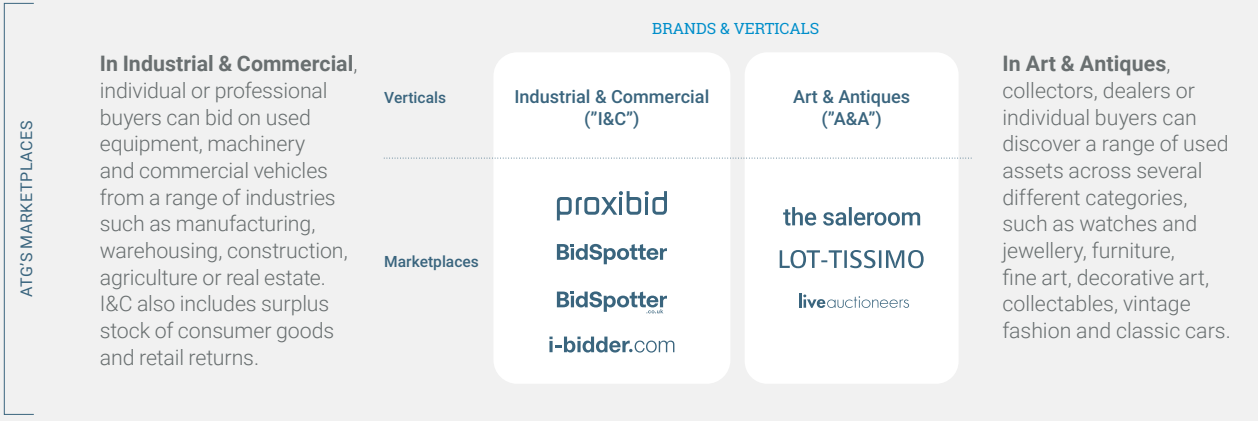 ATG'S MARKETPLACES
In Industrial & Commercial,
individual or professional
buyers can bid on used
equipment, machinery
and commercial vehicles
from a range of industries
such as manufacturing,
warehousing, construction,
agriculture or real estate.
I&C also includes surplus
stock of consumer goods
and retail returns.
BRANDS & VERTICALS
Verticals
Industrial & Commercial
("I&C")
Art & Antiques
("A&A")
Marketplaces
proxibid
BidSpotter
BidSpotter
.co.uk
i-bidder.com
the saleroom
LOT-TISSIMO
liveauctioneers
In Art & Antiques,
collectors, dealers or
individual buyers can
discover a range of used
assets across several
different categories,
such as watches and
jewellery, furniture,
fine art, decorative art,
collectables, vintage
fashion and classic cars.